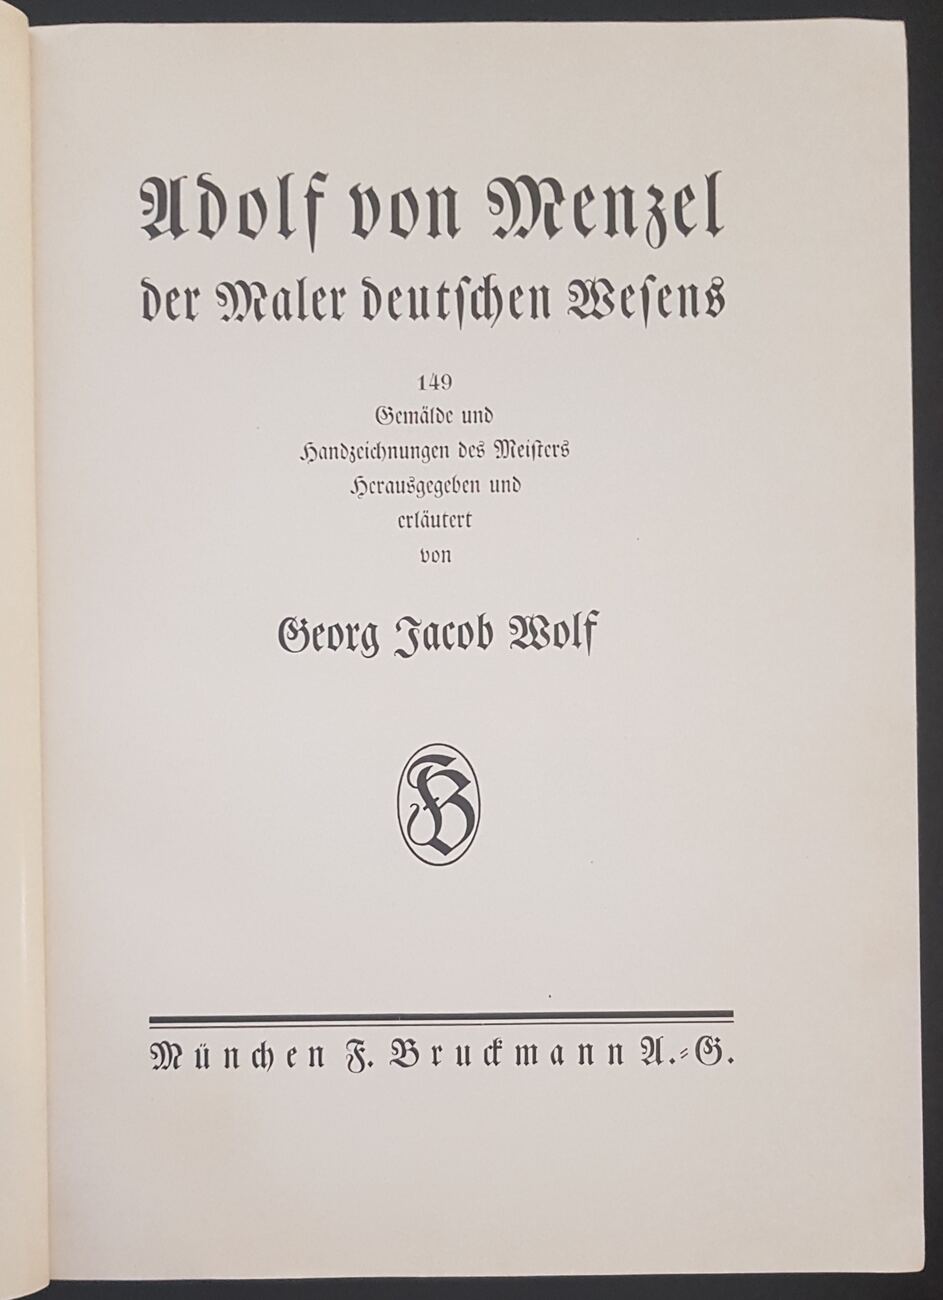 Adolf von Menzel
der Maler deutſchen Weſens
149
Gemälde und
Handzeichnungen des Meiſters
Herausgegeben und
erläutert
von
Georg Jacob Wolf
FB
München F. Bruckmann A.⸗G.